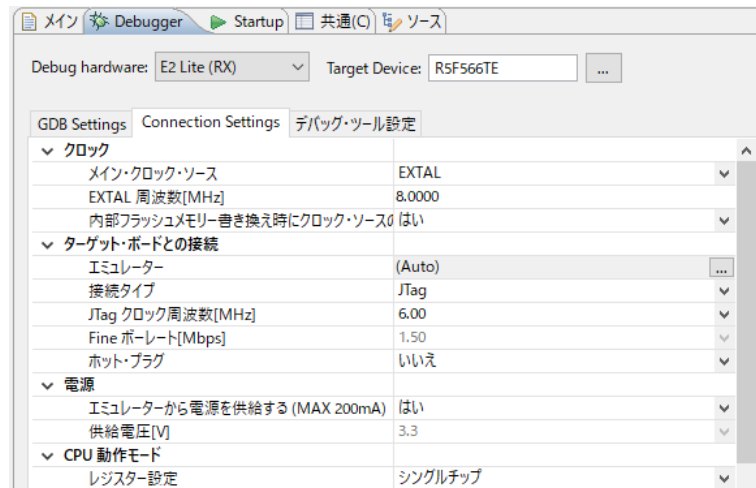 メイン Debugger Startup 共通(C) ソース
Debug hardware: E2 Lite (RX) Target Device: R5F566TE ...
GDB Settings Connection Settings デバッグ・ツール設定
クロック
メイン・クロック・ソース EXTAL
EXTAL 周波数[MHz] 8.0000
内部フラッシュメモリー書き換え時にクロック・ソースの はい
ターゲット・ボードとの接続
エミュレーター (Auto) ...
接続タイプ JTag
JTag クロック周波数[MHz] 6.00
Fine ボーレート[Mbps] 1.50
ホット・プラグ いいえ
電源
エミュレーターから電源を供給する (MAX 200mA) はい
供給電圧[V] 3.3
CPU 動作モード
レジスター設定 シングルチップ